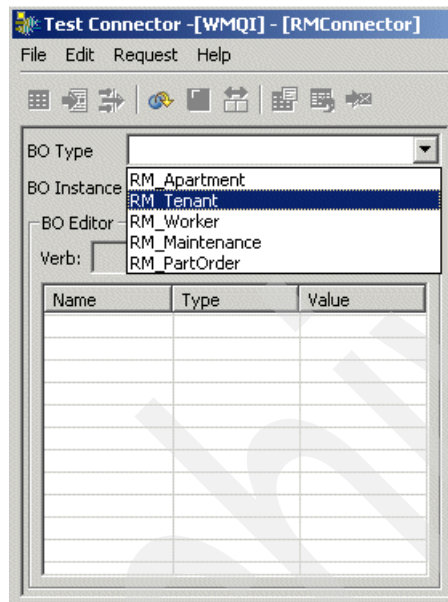 Test Connector -[WMQI] - [RMConnector]
File Edit Request Help
BO Type
RM_Apartment
BO Instance
RM_Tenant
RM_Worker
BO Editor
RM_Maintenance
Verb:
RM_PartOrder
Name Type Value